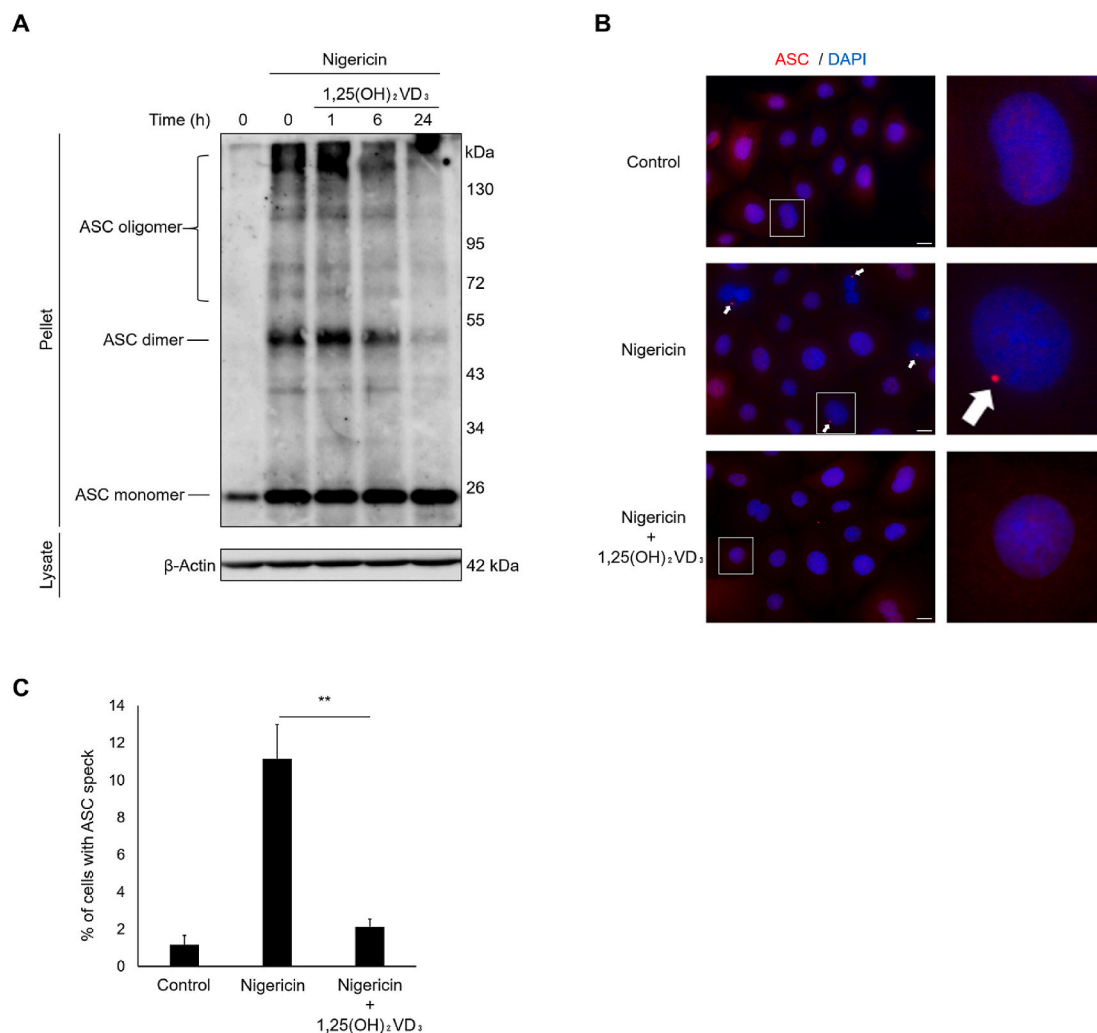 A
Nigericin
1,25(OH)₂VD₃
Time (h) 0 0 1 6 24
kDa
130
95
72
55
43
34
26
ASC oligomer
ASC dimer
ASC monomer
Pellet
β-Actin
42 kDa
Lysate
B
ASC / DAPI
Control
Nigericin
Nigericin
+
1,25(OH)₂VD₃
C
% of cells with ASC speck
14
12
10
8
6
4
2
0
**
Control
Nigericin
Nigericin
+
1,25(OH)₂VD₃